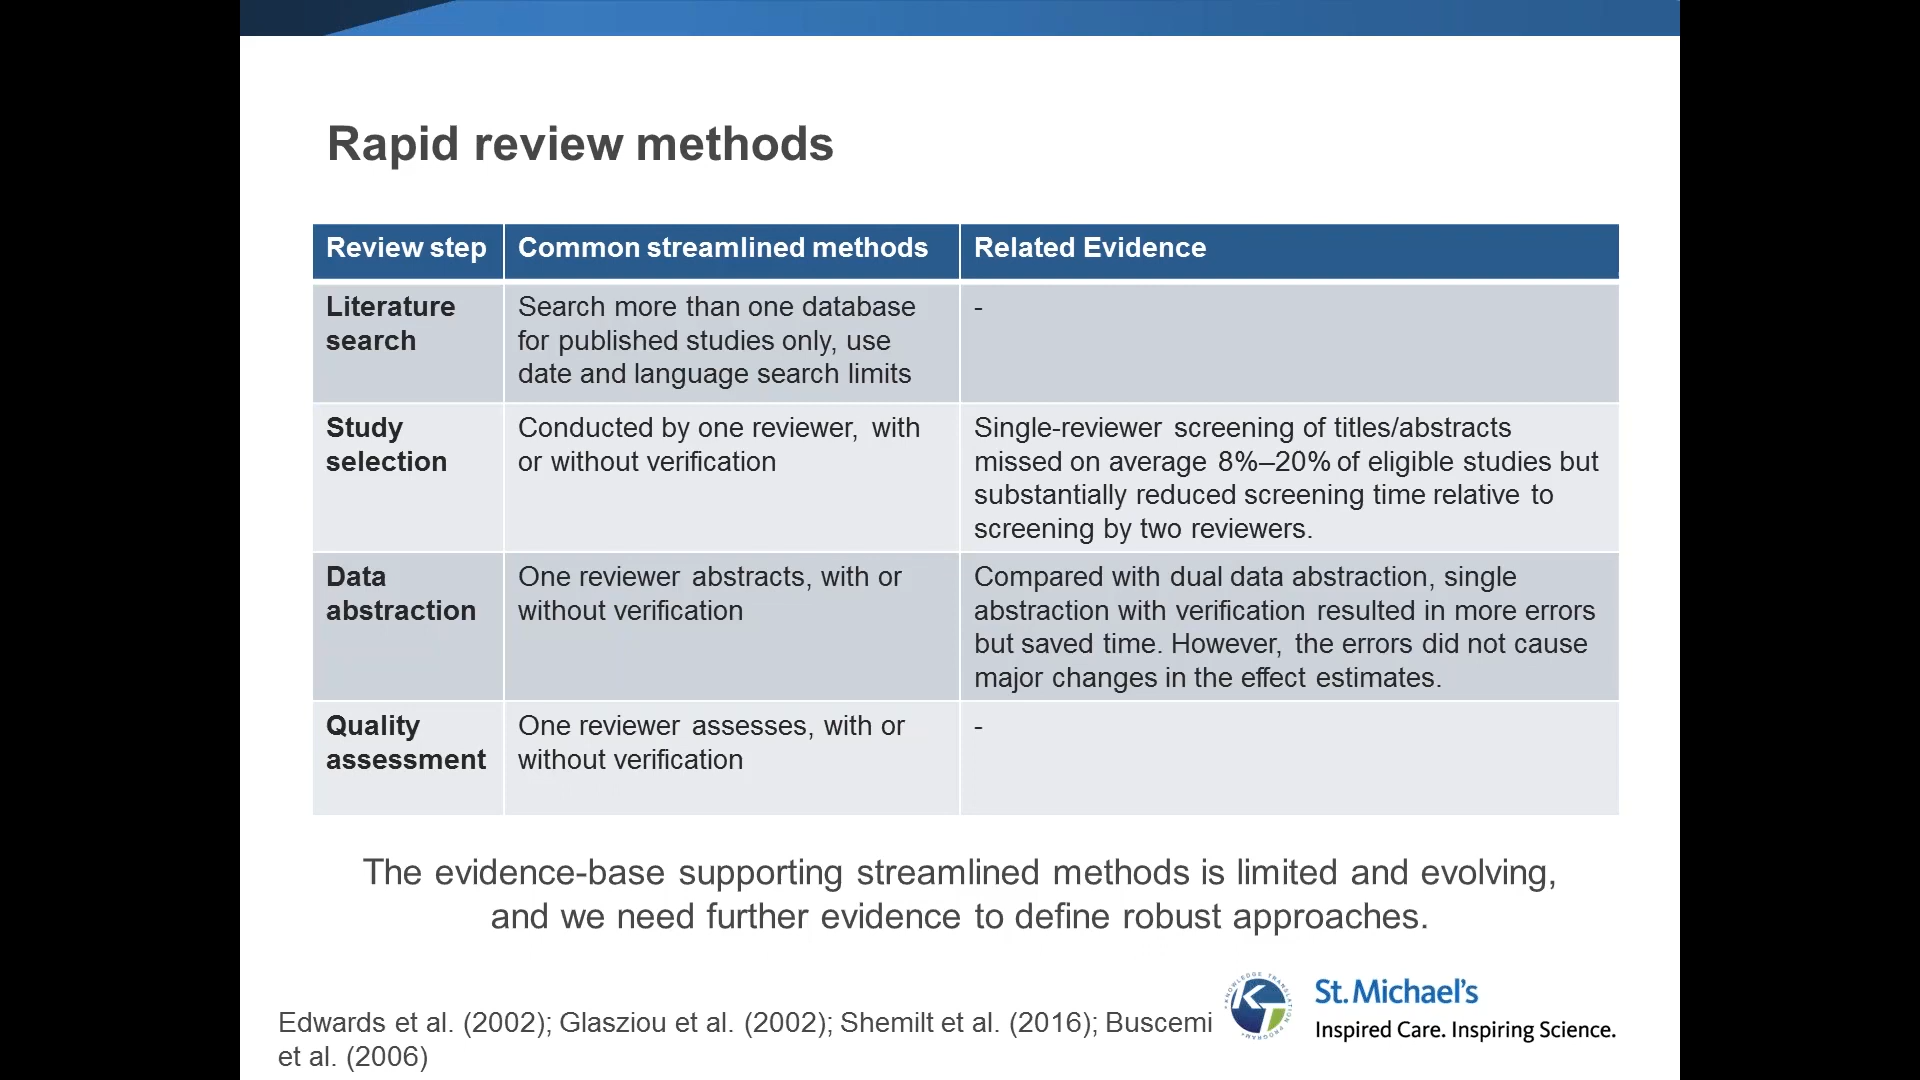 Rapid review methods
Review step
Common streamlined methods
Related Evidence
Literature
search
Search more than one database
for published studies only, use
date and language search limits
-
Study
selection
Conducted by one reviewer, with
or without verification
Single-reviewer screening of titles/abstracts
missed on average 8%–20% of eligible studies but
substantially reduced screening time relative to
screening by two reviewers.
Data
abstraction
One reviewer abstracts, with or
without verification
Compared with dual data abstraction, single
abstraction with verification resulted in more errors
but saved time. However, the errors did not cause
major changes in the effect estimates.
Quality
assessment
One reviewer assesses, with or
without verification
-
The evidence-base supporting streamlined methods is limited and evolving,
and we need further evidence to define robust approaches.
Edwards et al. (2002); Glasziou et al. (2002); Shemilt et al. (2016); Buscemi
et al. (2006)
KNOWLEDGE TRANSLATION PROGRAM
KT
St. Michael's
Inspired Care. Inspiring Science.